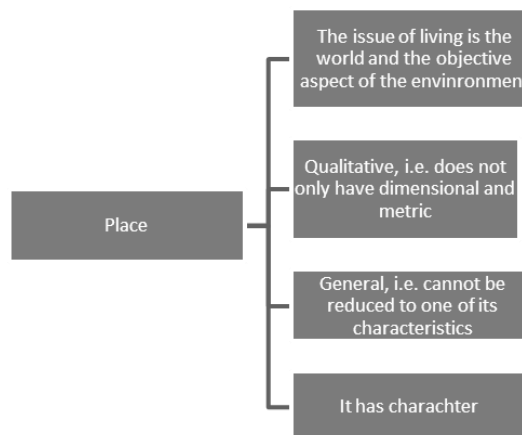 Place
The issue of living is the
world and the objective
aspect of the envinronmen
Qualitative, i.e. does not
only have dimensional and
metric
General, i.e. cannot be
reduced to one of its
characteristics
It has charachter